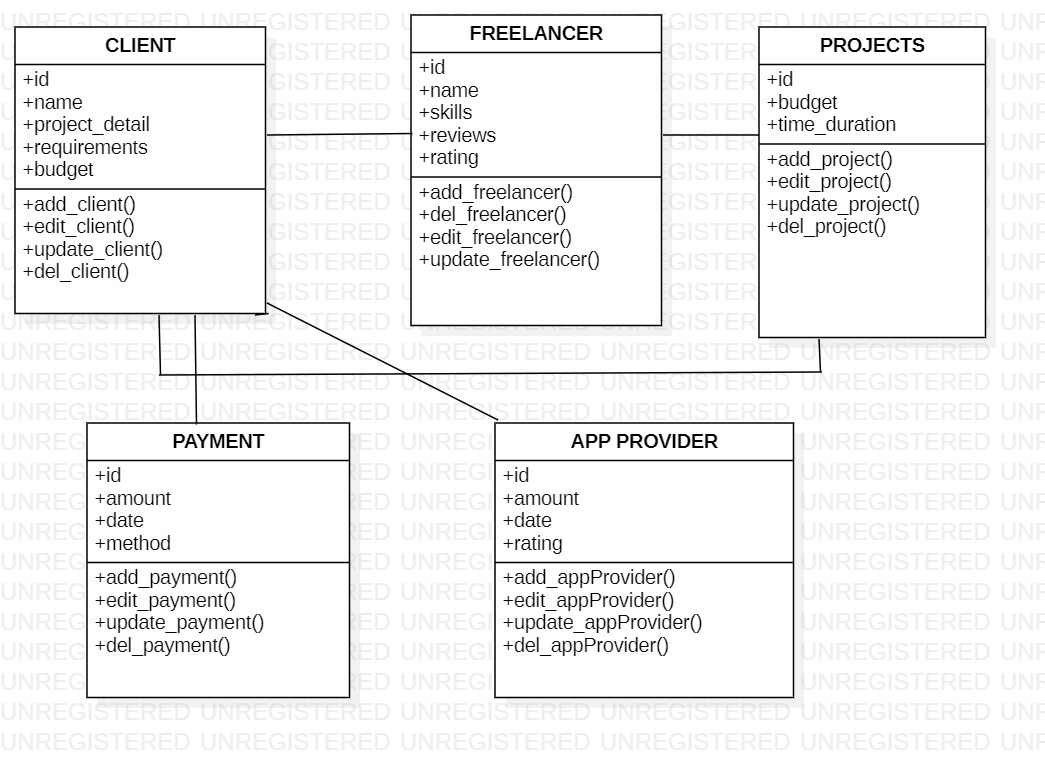 CLIENT
+id
+name
+project_detail
+requirements
+budget
+add_client()
+edit_client()
+update_client()
+del_client()
FREELANCER
+id
+name
+skills
+reviews
+rating
+add_freelancer()
+del_freelancer()
+edit_freelancer()
+update_freelancer()
PROJECTS
+id
+budget
+time_duration
+add_project()
+edit_project()
+update_project()
+del_project()
PAYMENT
+id
+amount
+date
+method
+add_payment()
+edit_payment()
+update_payment()
+del_payment()
APP PROVIDER
+id
+amount
+date
+rating
+add_appProvider()
+edit_appProvider()
+update_appProvider()
+del_appProvider()
UNREGISTERED UNREGISTERED UNREGISTERED UNREGISTERED UNREGISTERED